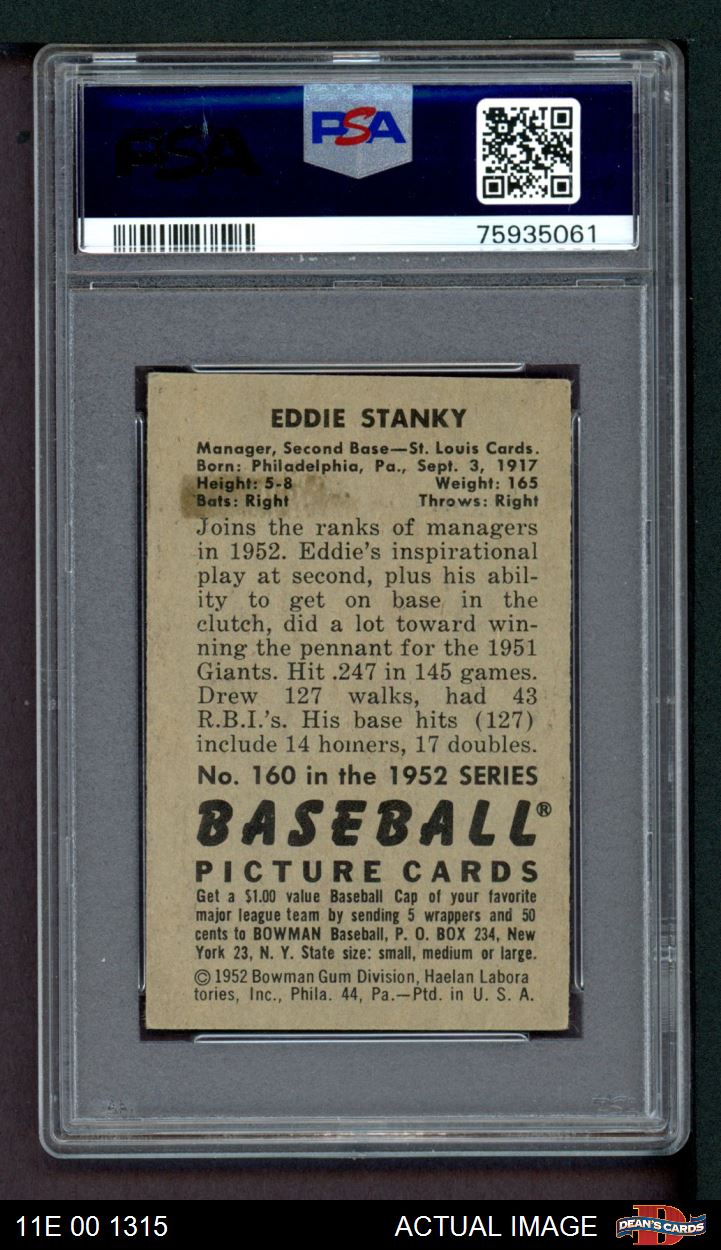 PSA
PSA
75935061
EDDIE STANKY
Manager, Second Base—St. Louis Cards.
Born: Philadelphia, Pa., Sept. 3, 1917
Height: 5-8 Weight: 165
Bats: Right Throws: Right
Joins the ranks of managers
in 1952. Eddie's inspirational
play at second, plus his abil-
ity to get on base in the
clutch, did a lot toward win-
ning the pennant for the 1951
Giants. Hit .247 in 145 games.
Drew 127 walks, had 43
R.B.I.'s. His base hits (127)
include 14 homers, 17 doubles.
No. 160 in the 1952 SERIES
BASEBALL®
PICTURE CARDS
Get a $1.00 value Baseball Cap of your favorite
major league team by sending 5 wrappers and 50
cents to BOWMAN Baseball, P. O. BOX 234, New
York 23, N. Y. State size: small, medium or large.
© 1952 Bowman Gum Division, Haelan Labora
tories, Inc., Phila. 44, Pa.—Ptd. in U. S. A.
11E 00 1315 ACTUAL IMAGE DEAN'S CARDS